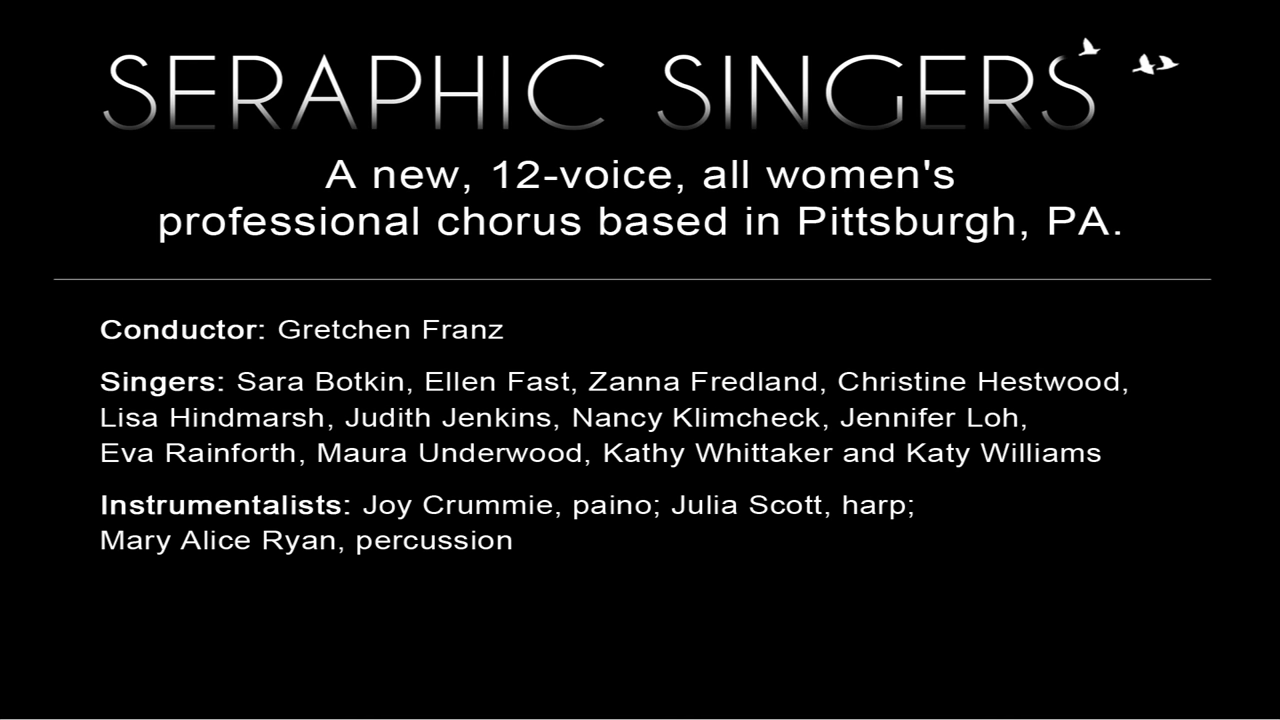 SERAPHIC SINGERS
A new, 12-voice, all women's
professional chorus based in Pittsburgh, PA.
Conductor: Gretchen Franz
Singers: Sara Botkin, Ellen Fast, Zanna Fredland, Christine Hestwood,
Lisa Hindmarsh, Judith Jenkins, Nancy Klimcheck, Jennifer Loh,
Eva Rainforth, Maura Underwood, Kathy Whittaker and Katy Williams
Instrumentalists: Joy Crummie, paino; Julia Scott, harp;
Mary Alice Ryan, percussion